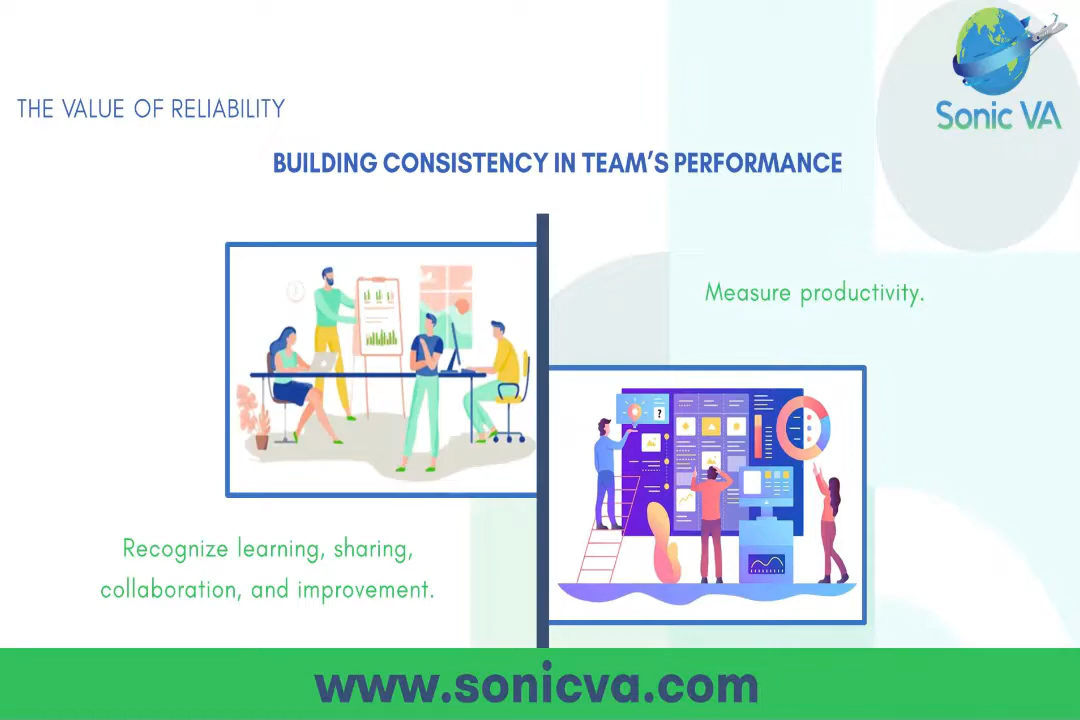 Sonic VA
THE VALUE OF RELIABILITY
BUILDING CONSISTENCY IN TEAM'S PERFORMANCE
Measure productivity.
?
Recognize learning, sharing,
collaboration, and improvement.
www.sonicva.com